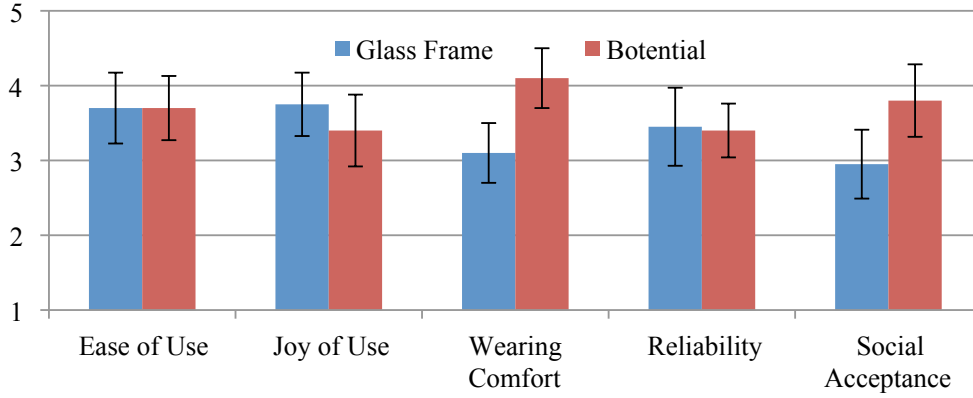 5
Glass Frame Botential
4
3
2
1
Ease of Use Joy of Use Wearing Comfort Reliability Social Acceptance